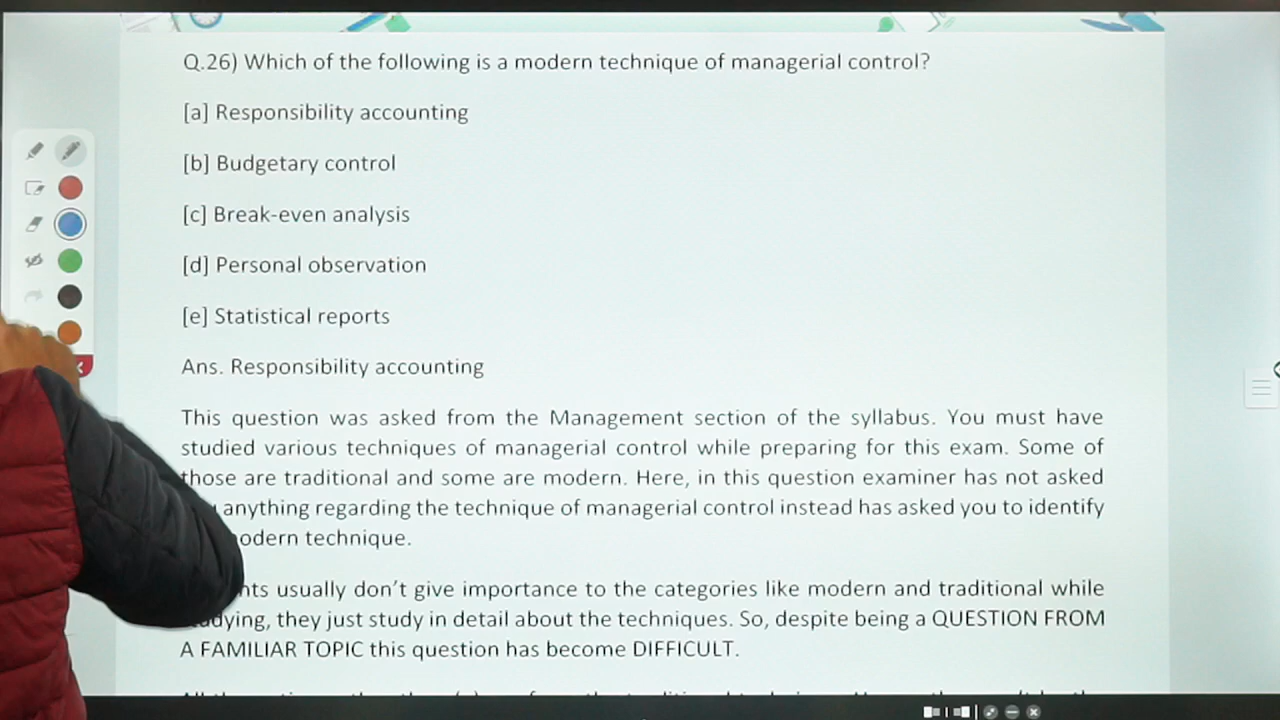 Q.26) Which of the following is a modern technique of managerial control?
[a] Responsibility accounting
[b] Budgetary control
[c] Break-even analysis
[d] Personal observation
[e] Statistical reports
Ans. Responsibility accounting
This question was asked from the Management section of the syllabus. You must have
studied various techniques of managerial control while preparing for this exam. Some of
those are traditional and some are modern. Here, in this question examiner has not asked
anything regarding the technique of managerial control instead has asked you to identify
odern technique.
nts usually don't give importance to the categories like modern and traditional while
dying, they just study in detail about the techniques. So, despite being a QUESTION FROM
A FAMILIAR TOPIC this question has become DIFFICULT.